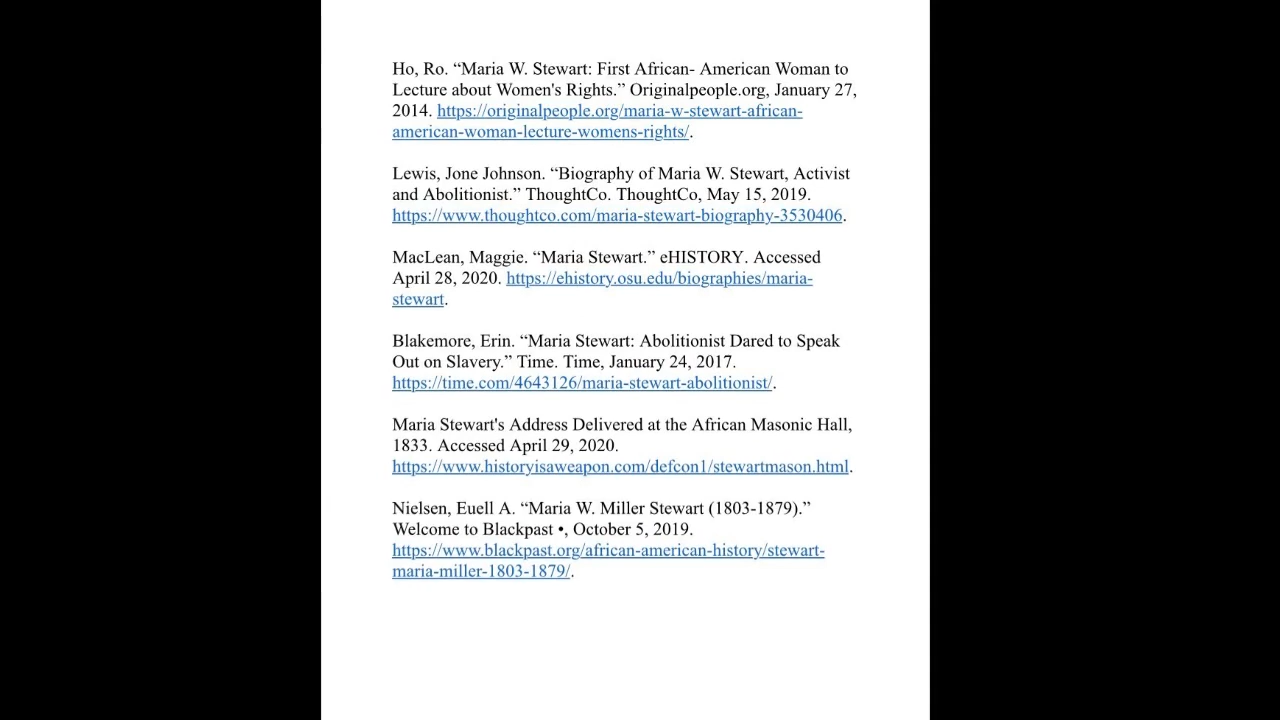 Ho, Ro. “Maria W. Stewart: First African- American Woman to
Lecture about Women's Rights.” Originalpeople.org, January 27,
2014. https://originalpeople.org/maria-w-stewart-african-
american-woman-lecture-womens-rights/.
Lewis, Jone Johnson. “Biography of Maria W. Stewart, Activist
and Abolitionist.” ThoughtCo. ThoughtCo, May 15, 2019.
https://www.thoughtco.com/maria-stewart-biography-3530406.
MacLean, Maggie. “Maria Stewart.” eHISTORY. Accessed
April 28, 2020. https://ehistory.osu.edu/biographies/maria-
stewart.
Blakemore, Erin. “Maria Stewart: Abolitionist Dared to Speak
Out on Slavery.” Time. Time, January 24, 2017.
https://time.com/4643126/maria-stewart-abolitionist/.
Maria Stewart's Address Delivered at the African Masonic Hall,
1833. Accessed April 29, 2020.
https://www.historyisaweapon.com/defcon1/stewartmason.html.
Nielsen, Euell A. “Maria W. Miller Stewart (1803-1879).”
Welcome to Blackpast •, October 5, 2019.
https://www.blackpast.org/african-american-history/stewart-
maria-miller-1803-1879/.